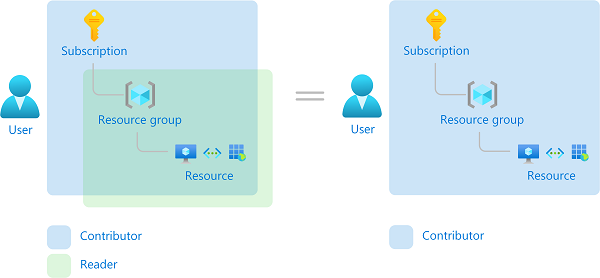 Subscription
User
Resource group
Resource
Contributor
Reader
Subscription
User
Resource group
Resource
Contributor